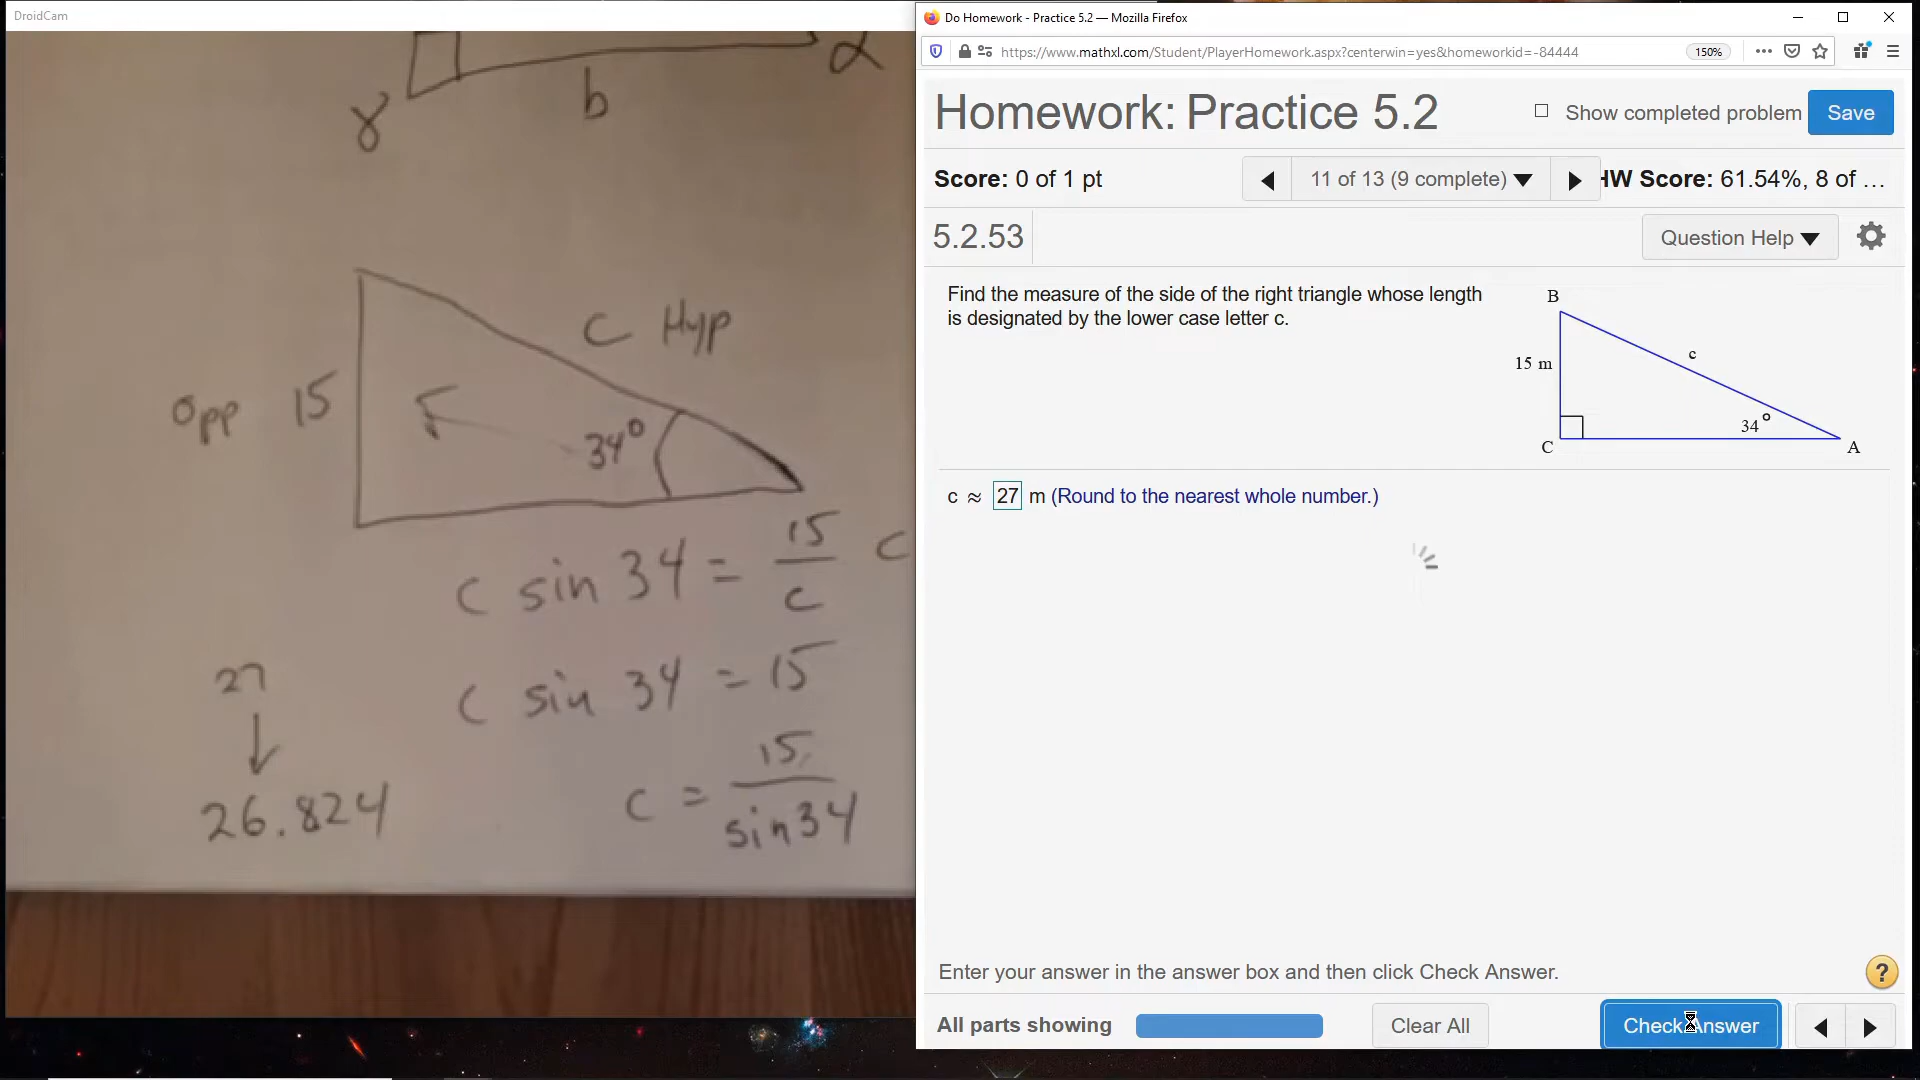 DroidCam
α
b
γ
C Hyp
Opp 15
34°
C sin 34 = 15/C C
C sin 34 = 15
27
C = 15/sin34
26.824
Do Homework - Practice 5.2 — Mozilla Firefox
https://www.mathxl.com/Student/PlayerHomework.aspx?centerwin=yes&homeworkid=-84444
150%
Homework: Practice 5.2
Show completed problem
Save
Score: 0 of 1 pt
11 of 13 (9 complete)
HW Score: 61.54%, 8 of …
5.2.53
Question Help
Find the measure of the side of the right triangle whose length
is designated by the lower case letter c.
B
15 m
c
34°
C
A
c ≈ 27 m (Round to the nearest whole number.)
Enter your answer in the answer box and then click Check Answer.
?
All parts showing
Clear All
Check Answer